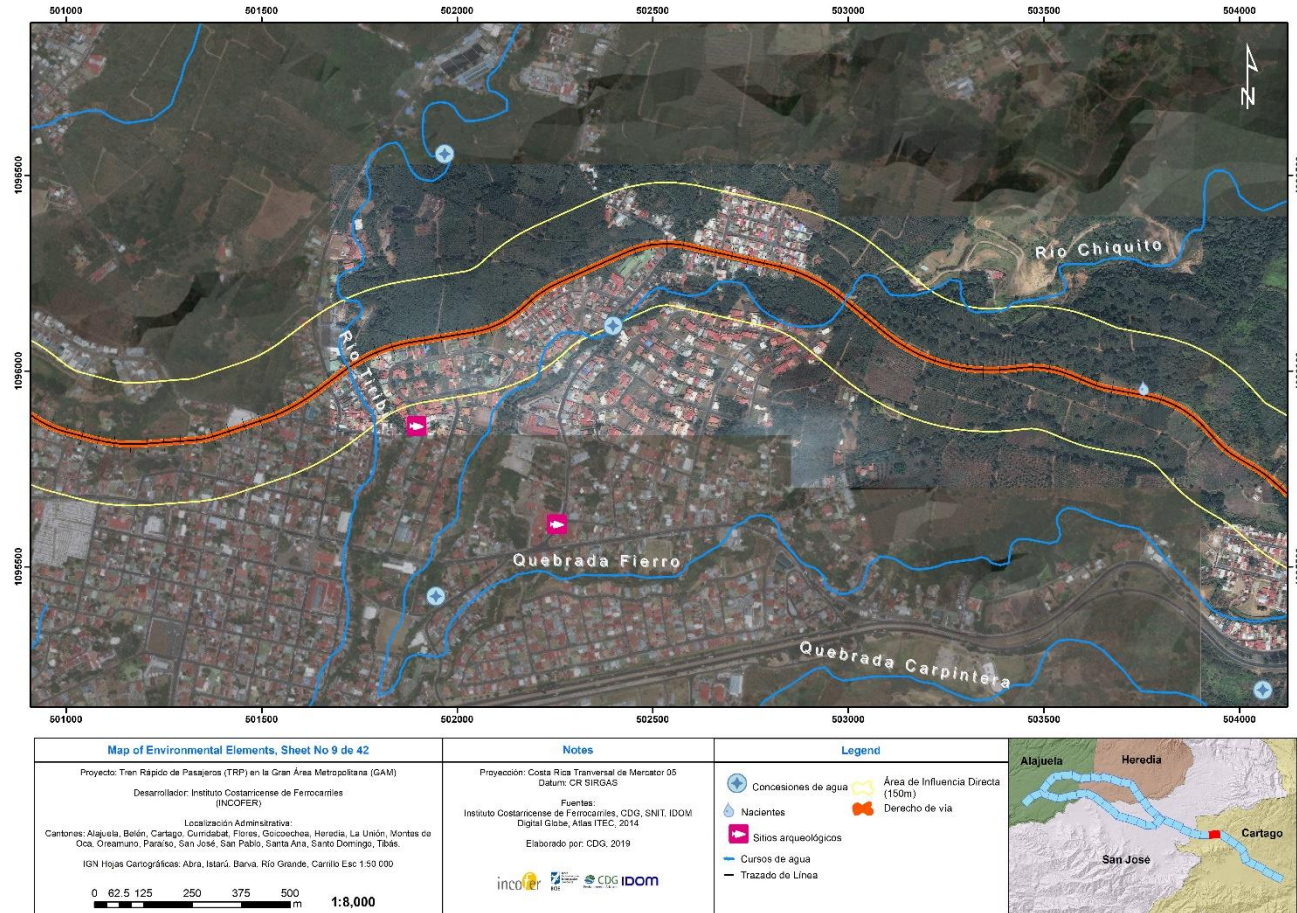 501000 501500 502000 502500 503000 503500 504000
N
1096500
Río Chiquito
1096000
Río Tiribí
1095500
Quebrada Fierro
Quebrada Carpintera
501000 501500 502000 502500 503000 503500 504000
Map of Environmental Elements, Sheet No 9 de 42
Proyecto: Tren Rápido de Pasajeros (TRP) en la Gran Área Metropolitana (GAM)
Desarrollador: Instituto Costarricense de Ferrocarriles
(INCOFER)
Localización Adminsitrativa:
Cantones: Alajuela, Belén, Cartago, Curridabat, Flores, Goicoechea, Heredia, La Unión, Montes de
Oca, Oreamuno, Paraíso, San José, San Pablo, Santa Ana, Santo Domingo, Tibás.
IGN Hojas Cartográficas: Abra, Istarú, Barva, Río Grande, Carrillo Esc 1:50 000
0 62.5 125 250 375 500
m
1:8,000
Notes
Proyección: Costa Rica Tranversal de Mercator 05
Datum: CR SIRGAS
Fuentes:
Instituto Costarricense de Ferrocarriles, CDG, SNIT, IDOM
Digital Globe, Atlas ITEC, 2014
Elaborado por: CDG, 2019
incofer
CDG
IDOM
Legend
Concesiones de agua
Nacientes
Sitios arqueológicos
Cursos de agua
Trazado de Línea
Área de Influencia Directa
(150m)
Derecho de vía
Alajuela
Heredia
San José
Cartago